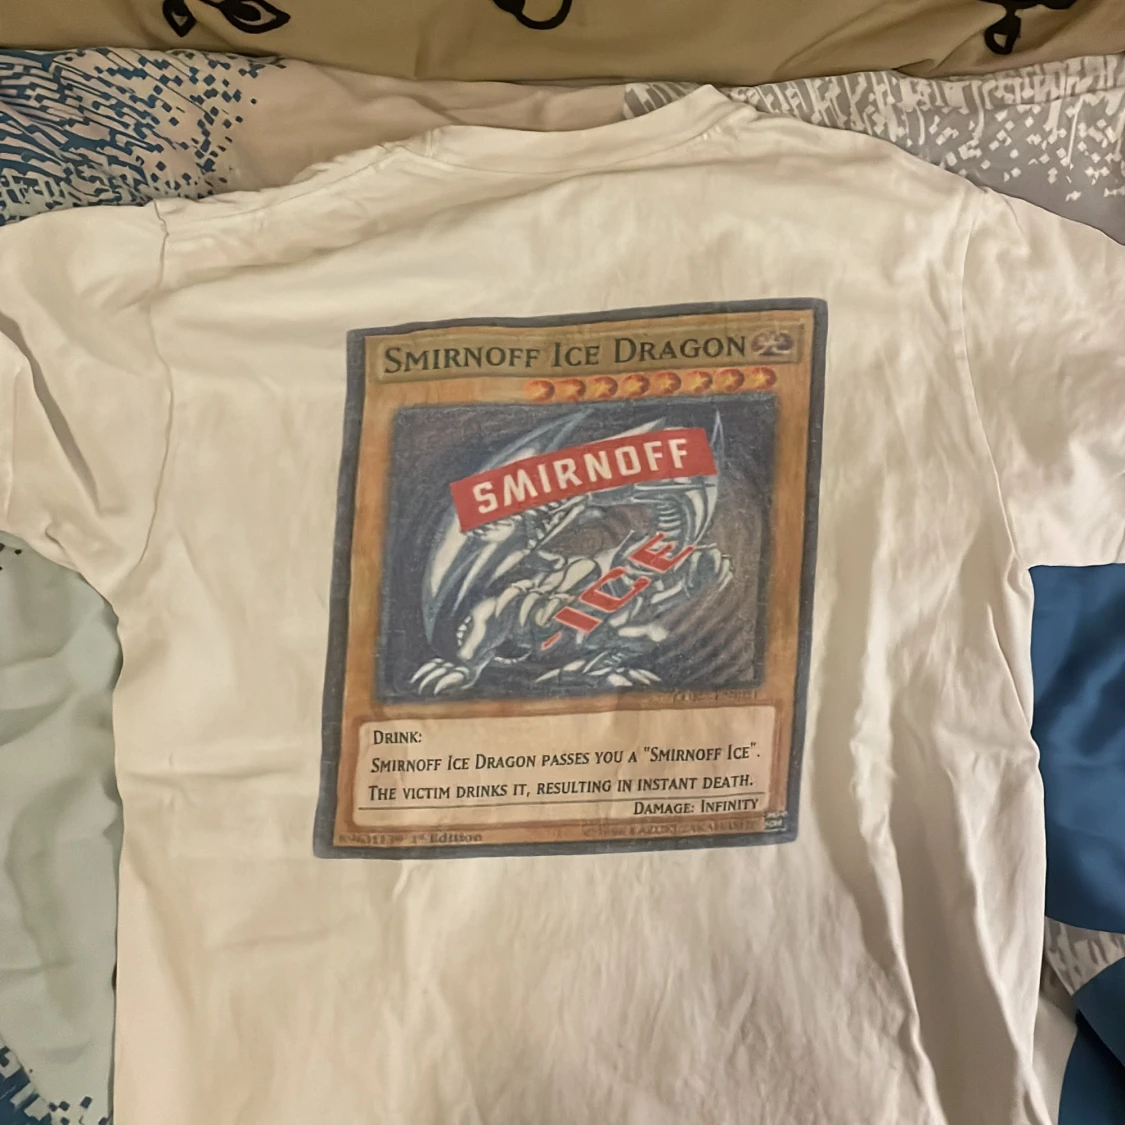 SMIRNOFF ICE DRAGON
SMIRNOFF
ICE
DRINK:
SMIRNOFF ICE DRAGON PASSES YOU A "SMIRNOFF ICE".
THE VICTIM DRINKS IT, RESULTING IN INSTANT DEATH.
DAMAGE: INFINITY
1st Edition